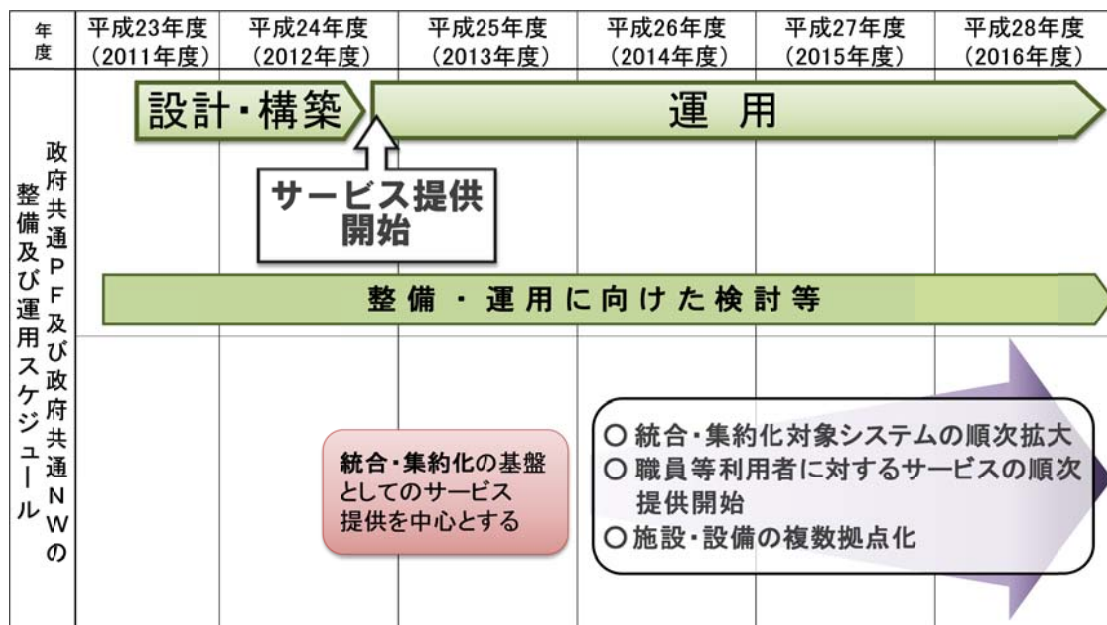 年度
平成23年度
(2011年度)
平成24年度
(2012年度)
平成25年度
(2013年度)
平成26年度
(2014年度)
平成27年度
(2015年度)
平成28年度
(2016年度)
政府共通PF及び政府共通NWの
整備及び運用スケジュール
設計・構築
運 用
サービス提供
開始
整備・運用に向けた検討等
統合・集約化の基盤
としてのサービス
提供を中心とする
○ 統合・集約化対象システムの順次拡大
○ 職員等利用者に対するサービスの順次
提供開始
○ 施設・設備の複数拠点化